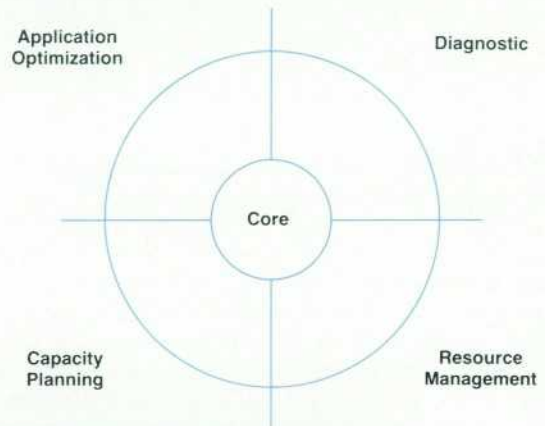 Application
Optimization
Diagnostic
Core
Capacity
Planning
Resource
Management